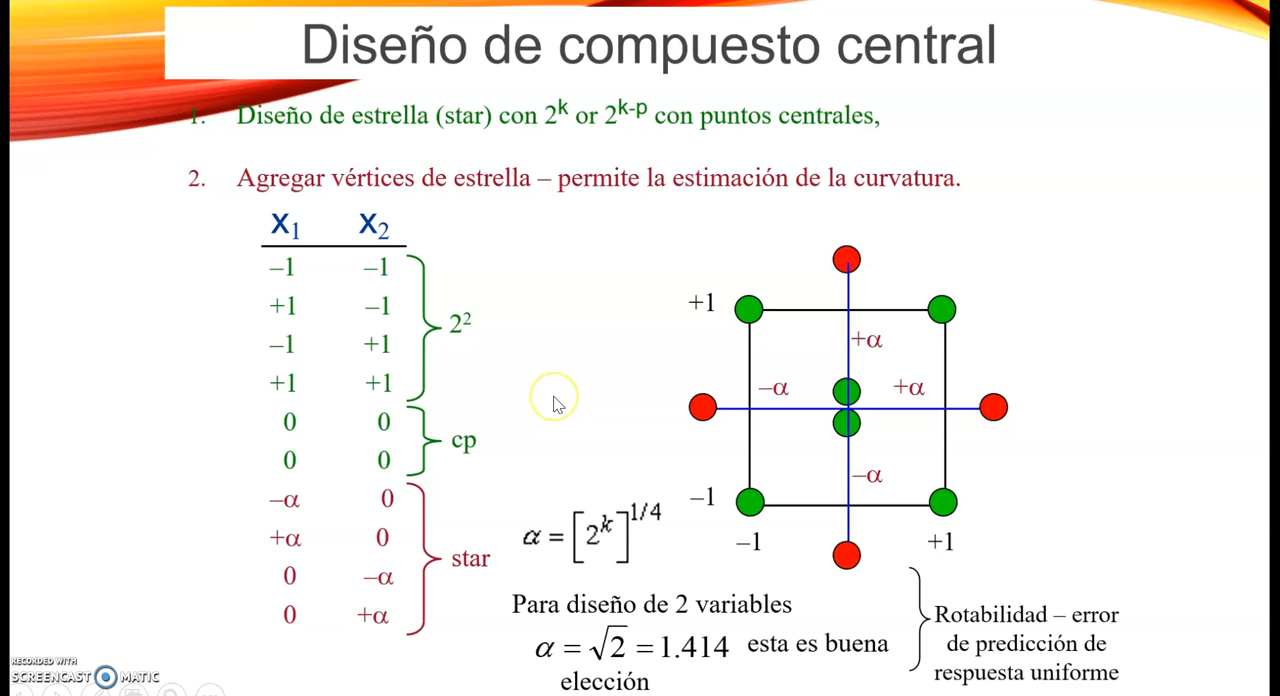 Diseño de compuesto central
1. Diseño de estrella (star) con 2^k or 2^k-p con puntos centrales,
2. Agregar vértices de estrella – permite la estimación de la curvatura.
X₁ X₂
–1 –1
+1 –1
–1 +1
+1 +1
2²
0 0
0 0
cp
–α 0
+α 0
0 –α
0 +α
star
+1
+α
–α +α
–α
–1
–1 +1
α = [2^k]^1/4
Para diseño de 2 variables
α = √2 = 1.414 esta es buena
elección
Rotabilidad – error
de predicción de
respuesta uniforme
RECORDED WITH
SCREENCAST MATIC